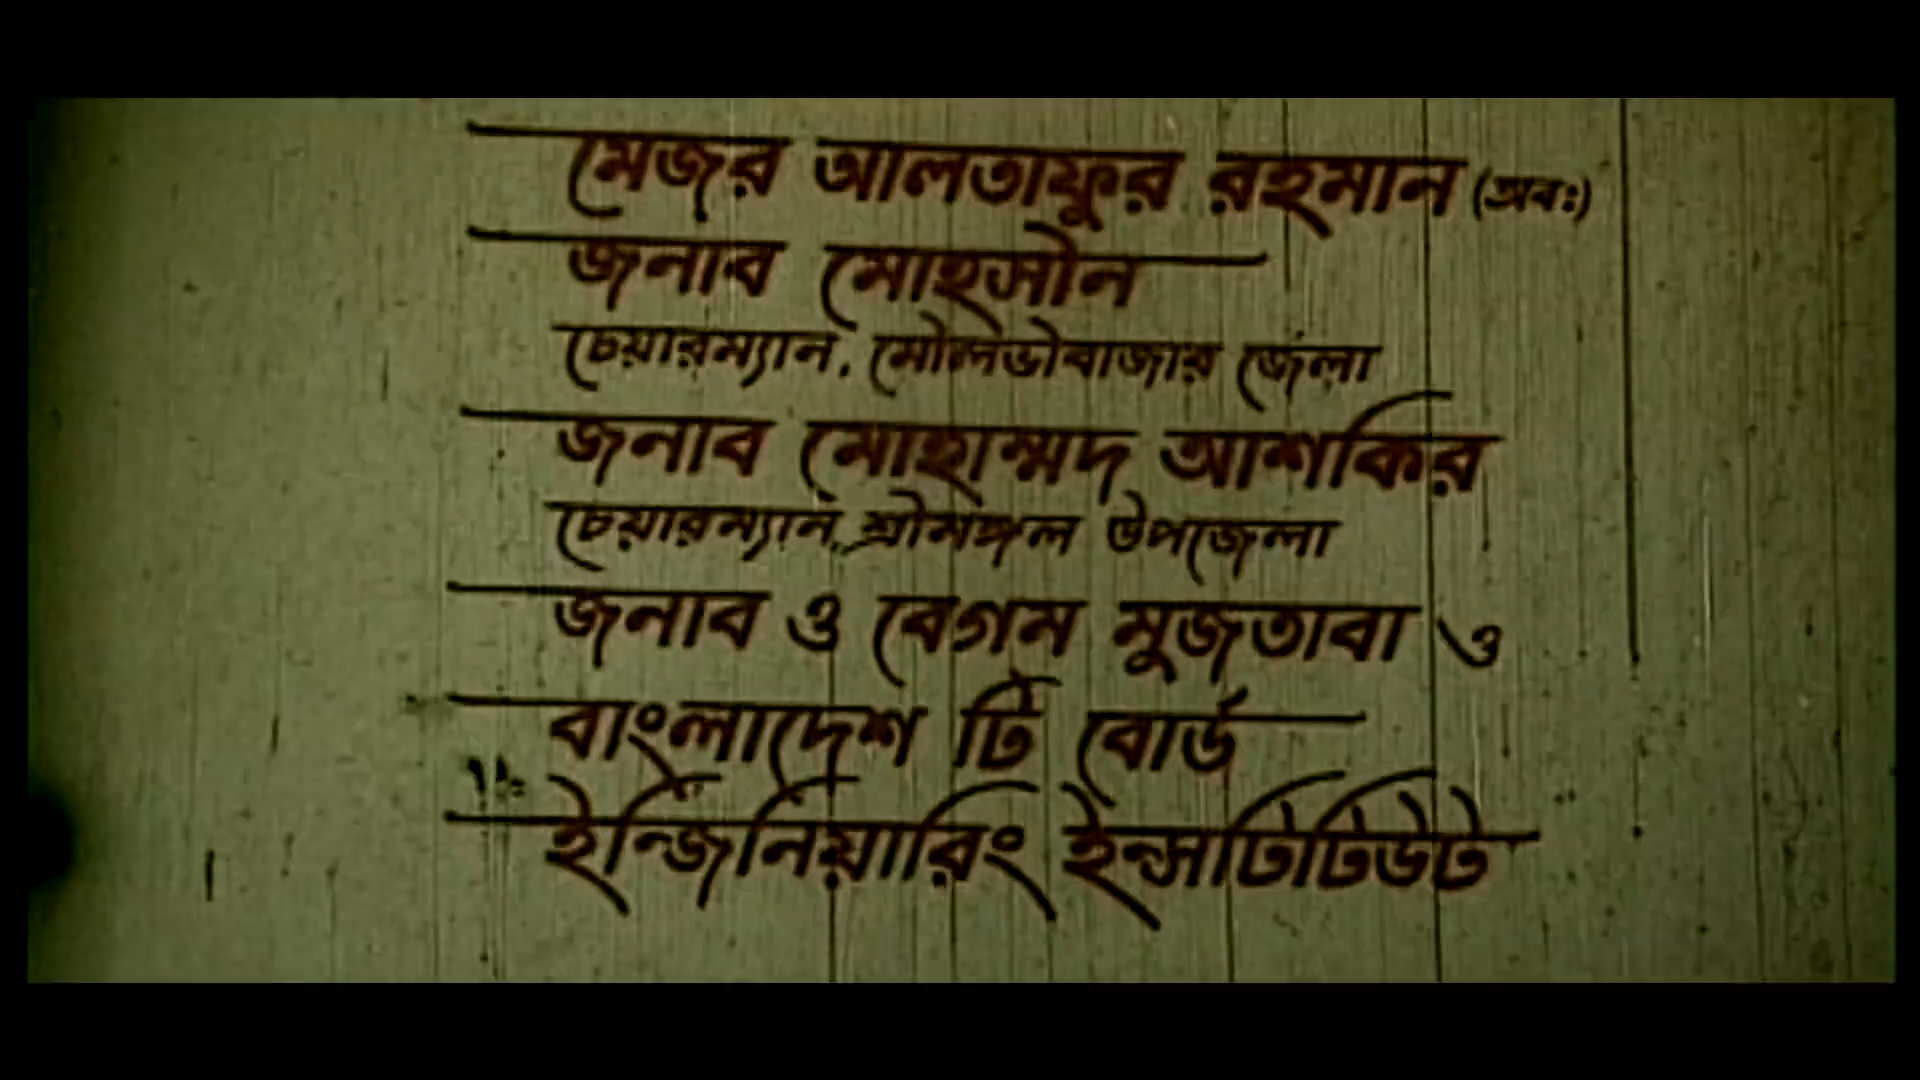 মেজর আলতাফুর রহমান (অবঃ)
জনাব মোহসীন
চেয়ারম্যান, মৌলভীবাজার জেলা
জনাব মোহাম্মদ আশকির
চেয়ারম্যান, শ্রীমঙ্গল উপজেলা
জনাব ও বেগম মুজতাবা ও
বাংলাদেশ টি বোর্ড
ইন্জিনিয়ারিং ইন্সটিটিউট